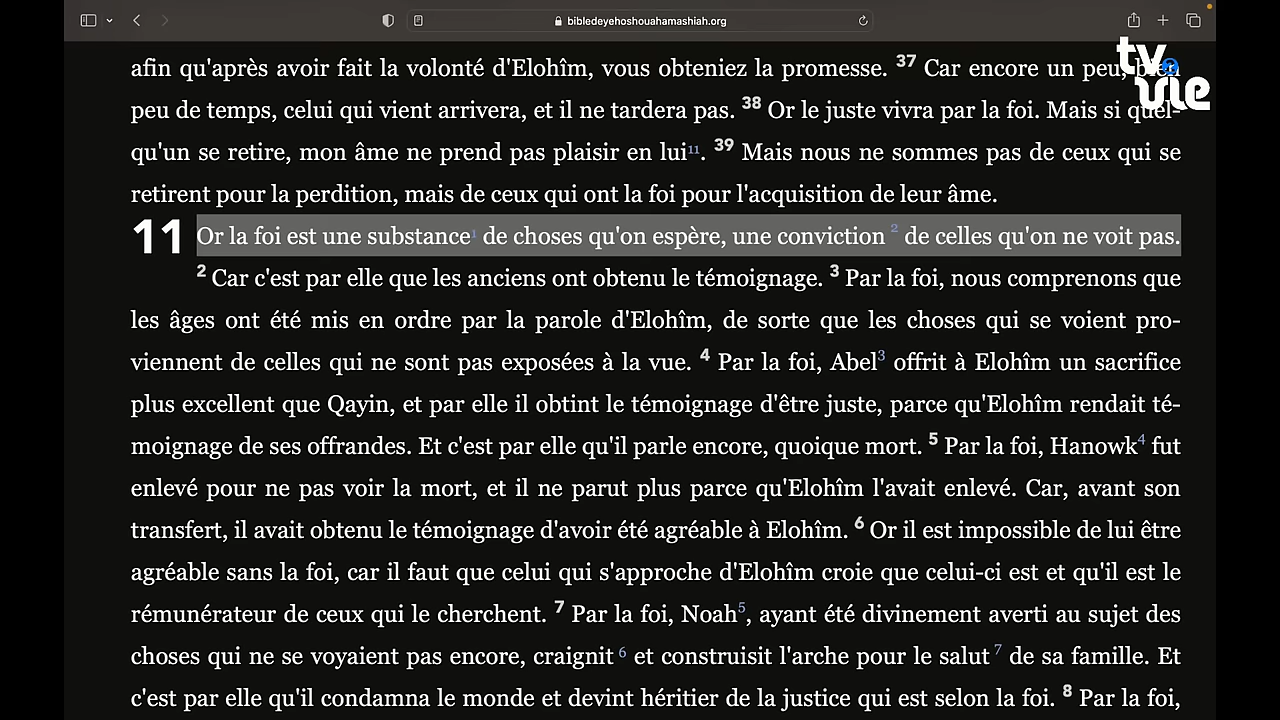 bibledeyehoshouahamashiah.org
tv
vie
afin qu'après avoir fait la volonté d'Elohîm, vous obteniez la promesse. 37 Car encore un peu, bien
peu de temps, celui qui vient arrivera, et il ne tardera pas. 38 Or le juste vivra par la foi. Mais si quel-
qu'un se retire, mon âme ne prend pas plaisir en lui11. 39 Mais nous ne sommes pas de ceux qui se
retirent pour la perdition, mais de ceux qui ont la foi pour l'acquisition de leur âme.
11 Or la foi est une substance1 de choses qu'on espère, une conviction 2 de celles qu'on ne voit pas.
2 Car c'est par elle que les anciens ont obtenu le témoignage. 3 Par la foi, nous comprenons que
les âges ont été mis en ordre par la parole d'Elohîm, de sorte que les choses qui se voient pro-
viennent de celles qui ne sont pas exposées à la vue. 4 Par la foi, Abel3 offrit à Elohîm un sacrifice
plus excellent que Qayin, et par elle il obtint le témoignage d'être juste, parce qu'Elohîm rendait té-
moignage de ses offrandes. Et c'est par elle qu'il parle encore, quoique mort. 5 Par la foi, Hanowk4 fut
enlevé pour ne pas voir la mort, et il ne parut plus parce qu'Elohîm l'avait enlevé. Car, avant son
transfert, il avait obtenu le témoignage d'avoir été agréable à Elohîm. 6 Or il est impossible de lui être
agréable sans la foi, car il faut que celui qui s'approche d'Elohîm croie que celui-ci est et qu'il est le
rémunérateur de ceux qui le cherchent. 7 Par la foi, Noah5, ayant été divinement averti au sujet des
choses qui ne se voyaient pas encore, craignit 6 et construisit l'arche pour le salut 7 de sa famille. Et
c'est par elle qu'il condamna le monde et devint héritier de la justice qui est selon la foi. 8 Par la foi,